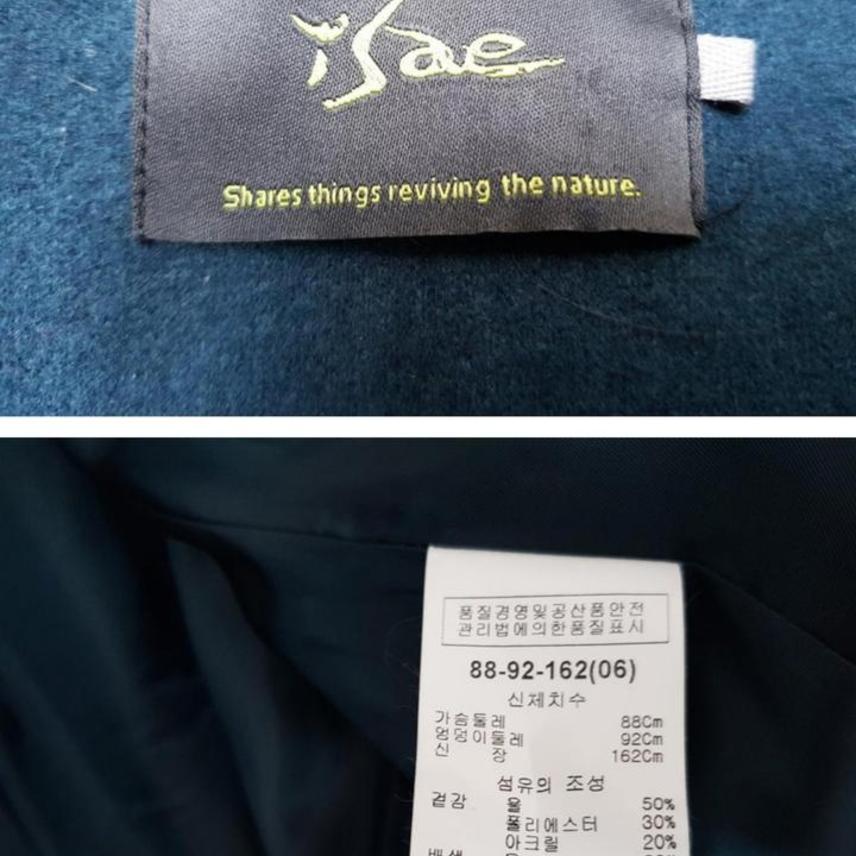 isae
Shares things reviving the nature.
품질경영및공산품안전
관리법에의한품질표시
88-92-162(06)
신체치수
가슴둘레 88Cm
엉덩이둘레 92Cm
신 장 162Cm
섬유의 조성
겉감 울 50%
폴리에스터 30%
아크릴 20%